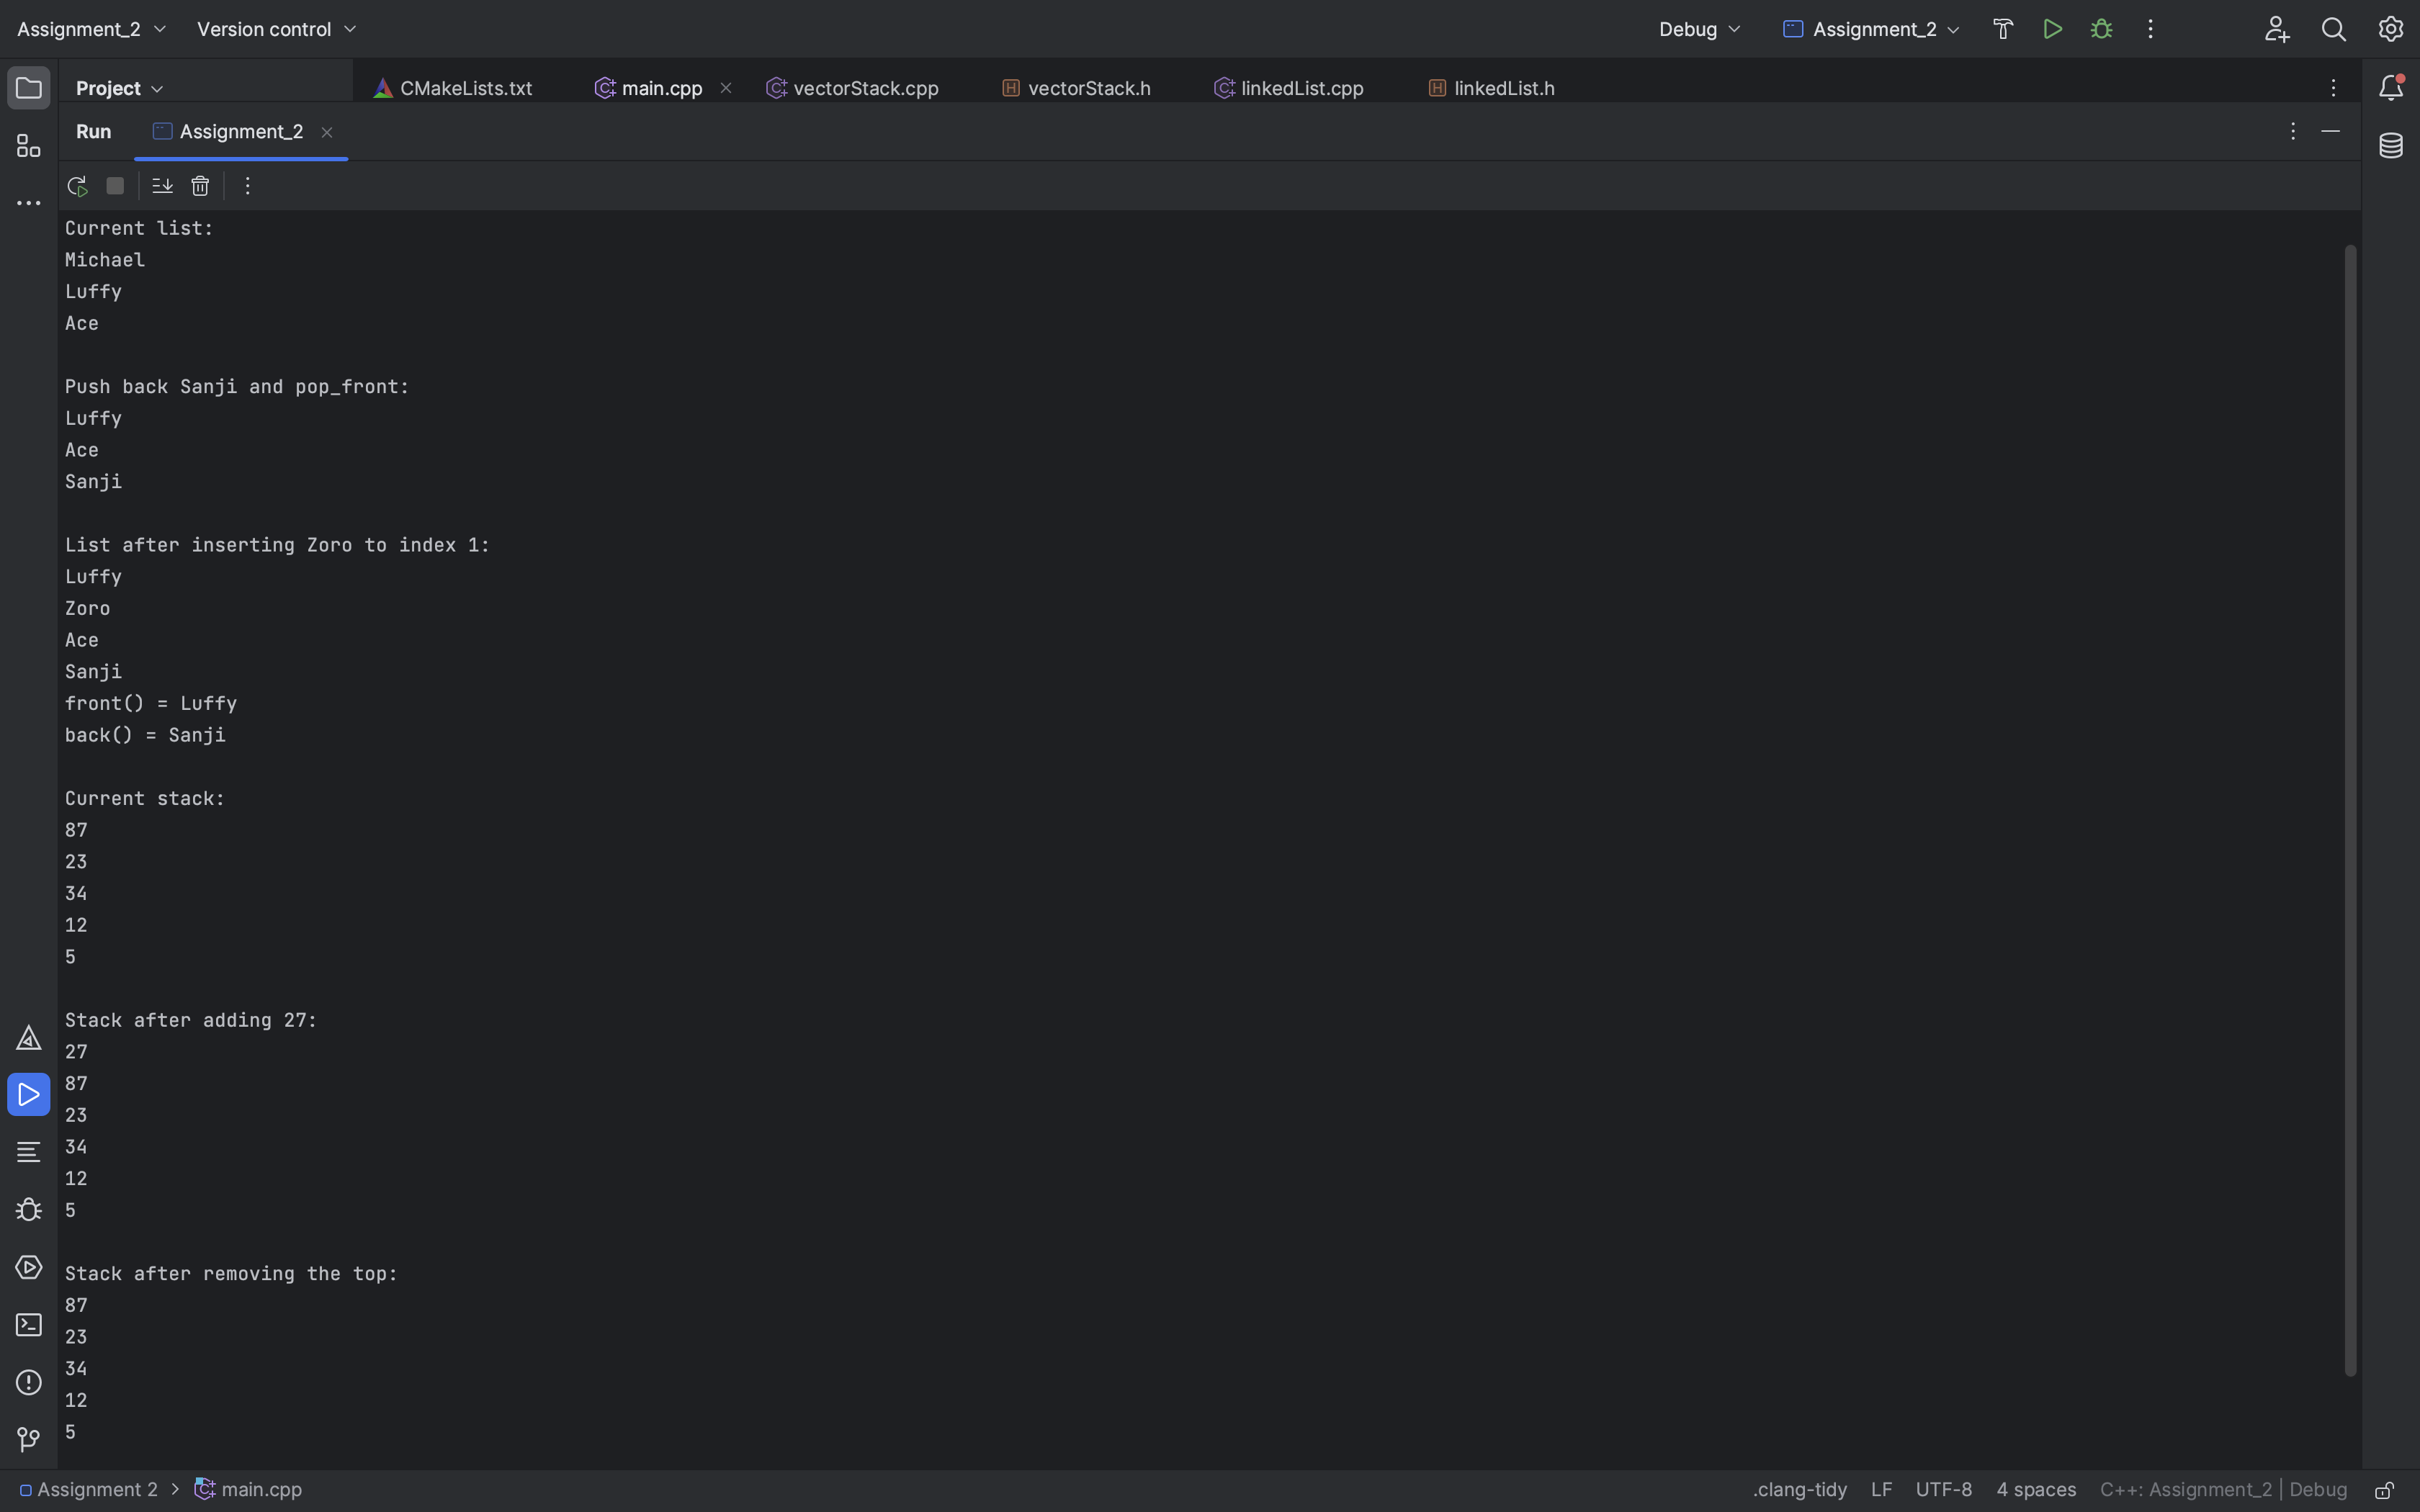 Assignment_2 Version control Debug Assignment_2
Project CMakeLists.txt main.cpp vectorStack.cpp vectorStack.h linkedList.cpp linkedList.h
Run Assignment_2
Current list:
Michael
Luffy
Ace
Push back Sanji and pop_front:
Luffy
Ace
Sanji
List after inserting Zoro to index 1:
Luffy
Zoro
Ace
Sanji
front() = Luffy
back() = Sanji
Current stack:
87
23
34
12
5
Stack after adding 27:
27
87
23
34
12
5
Stack after removing the top:
87
23
34
12
5
Assignment 2 > main.cpp .clang-tidy LF UTF-8 4 spaces C++: Assignment_2 | Debug